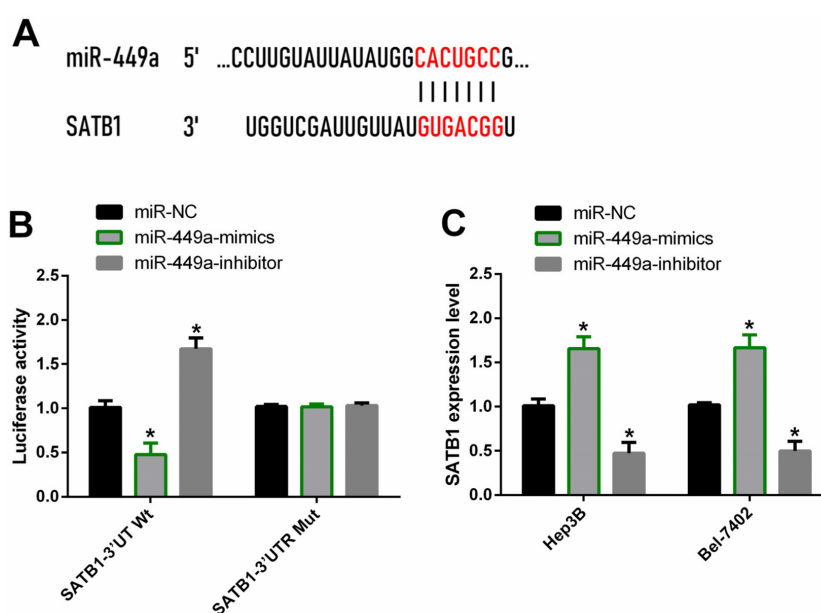 A
miR-449a 5' ...CCUUGUAUUAUAUGGCACUGCCG...
SATB1 3' UGGUCGAUUGUUAUGUGACGGU
B
miR-NC
miR-449a-mimics
miR-449a-inhibitor
Luciferase activity
2.5
2.0
1.5
1.0
0.5
0.0
*
*
SATB1-3'UT Wt
SATB1-3'UTR Mut
C
miR-NC
miR-449a-mimics
miR-449a-inhibitor
SATB1 expression level
2.5
2.0
1.5
1.0
0.5
0.0
*
*
*
*
Hep3B
Bel-7402